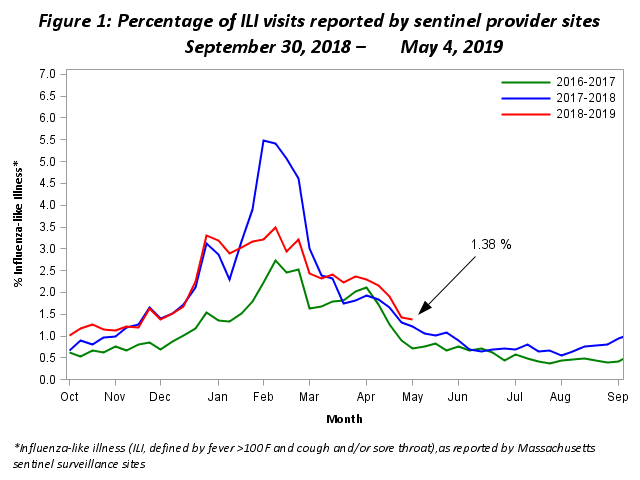 Figure 1: Percentage of ILI visits reported by sentinel provider sites
September 30, 2018 – May 4, 2019
7.0
6.5
6.0
5.5
5.0
4.5
4.0
3.5
3.0
2.5
2.0
1.5
1.0
0.5
0.0
% Influenza-like Illness*
2016-2017
2017-2018
2018-2019
1.38 %
Oct Nov Dec Jan Feb Mar Apr May Jun Jul Aug Sep
Month
*Influenza-like illness (ILI, defined by fever >100F and cough and/or sore throat),as reported by Massachusetts
sentinel surveillance sites